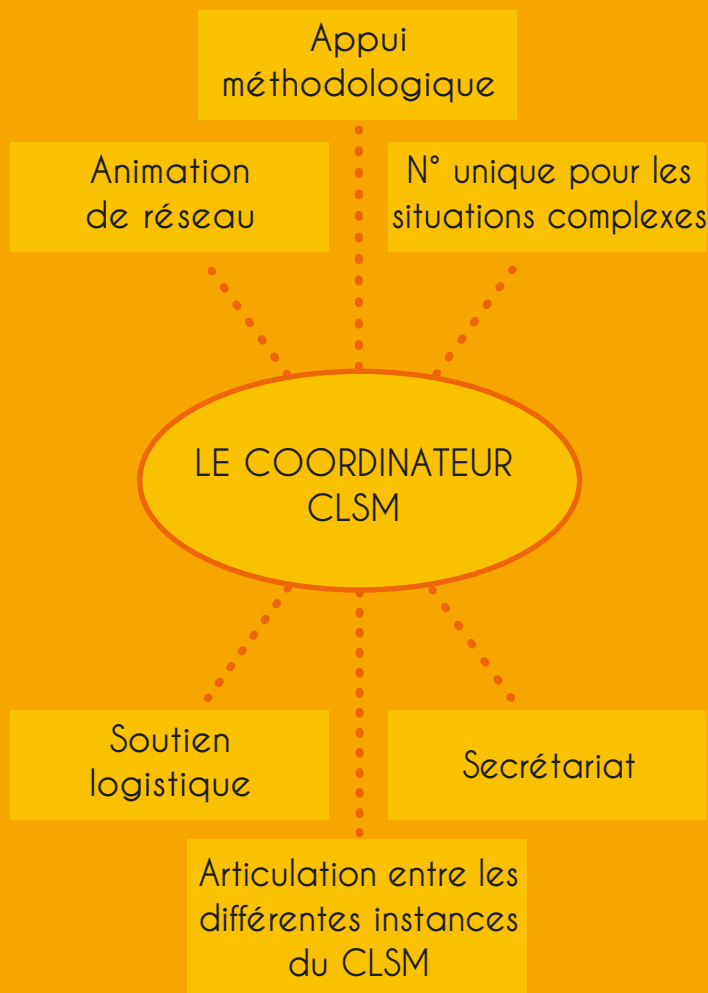 Appui
méthodologique
Animation
de réseau
N° unique pour les
situations complexes
LE COORDINATEUR
CLSM
Soutien
logistique
Secrétariat
Articulation entre les
différentes instances
du CLSM